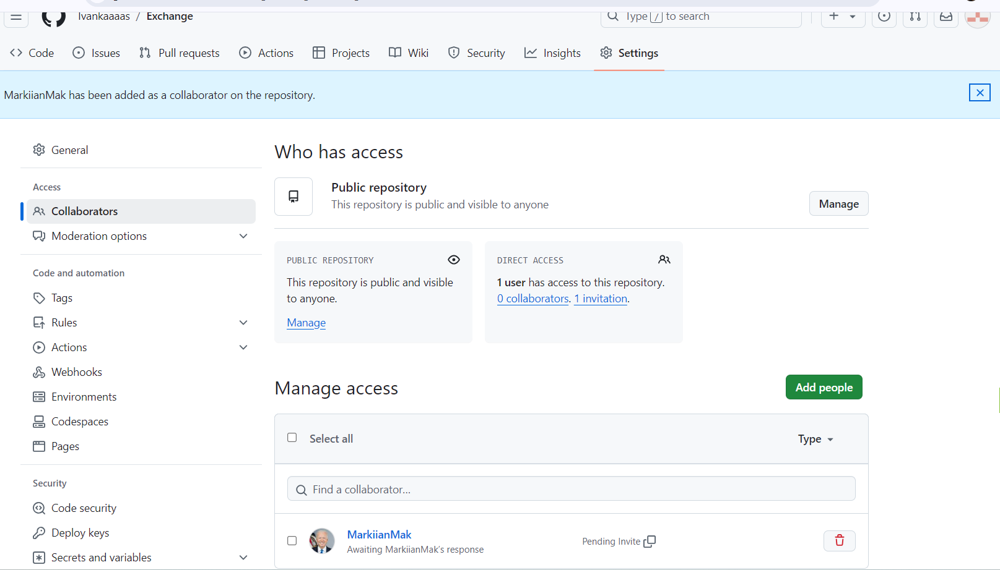 Ivankaaaas / Exchange
Type / to search
Code Issues Pull requests Actions Projects Wiki Security Insights Settings
MarkiianMak has been added as a collaborator on the repository.
General
Access
Collaborators
Moderation options
Code and automation
Tags
Rules
Actions
Webhooks
Environments
Codespaces
Pages
Security
Code security
Deploy keys
Secrets and variables
Who has access
Public repository
This repository is public and visible to anyone
Manage
PUBLIC REPOSITORY
This repository is public and visible
to anyone.
Manage
DIRECT ACCESS
1 user has access to this repository.
0 collaborators. 1 invitation.
Manage access
Add people
Select all
Type
Find a collaborator...
MarkiianMak
Awaiting MarkiianMak's response
Pending Invite